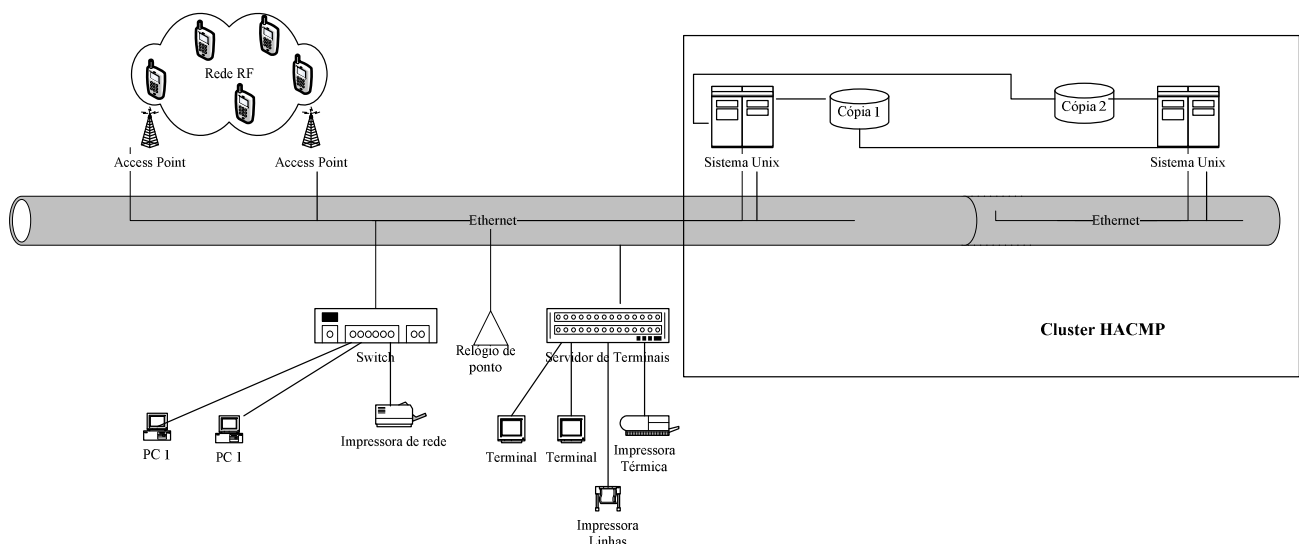 Rede RF
Access Point
Access Point
Cópia 1
Cópia 2
Sistema Unix
Sistema Unix
Ethernet
Ethernet
Cluster HACMP
Switch
Relógio de
ponto
Servidor de Terminais
PC 1
PC 1
Impressora de rede
Terminal
Terminal
Impressora
Térmica
Impressora
Linhas